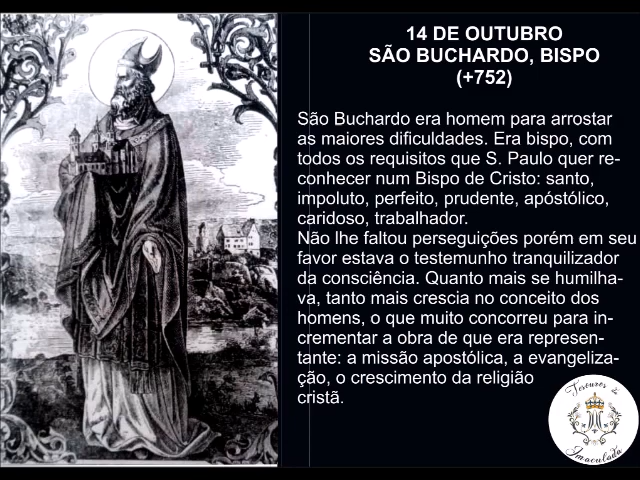 14 DE OUTUBRO
SÃO BUCHARDO, BISPO
(+752)
São Buchardo era homem para arrostar
as maiores dificuldades. Era bispo, com
todos os requisitos que S. Paulo quer re-
conhecer num Bispo de Cristo: santo,
impoluto, perfeito, prudente, apóstólico,
caridoso, trabalhador.
Não lhe faltou perseguições porém em seu
favor estava o testemunho tranquilizador
da consciência. Quanto mais se humilha-
va, tanto mais crescia no conceito dos
homens, o que muito concorreu para in-
crementar a obra de que era represen-
tante: a missão apostólica, a evangeliza-
ção, o crescimento da religião
cristã.
Tesouros da
Imaculada